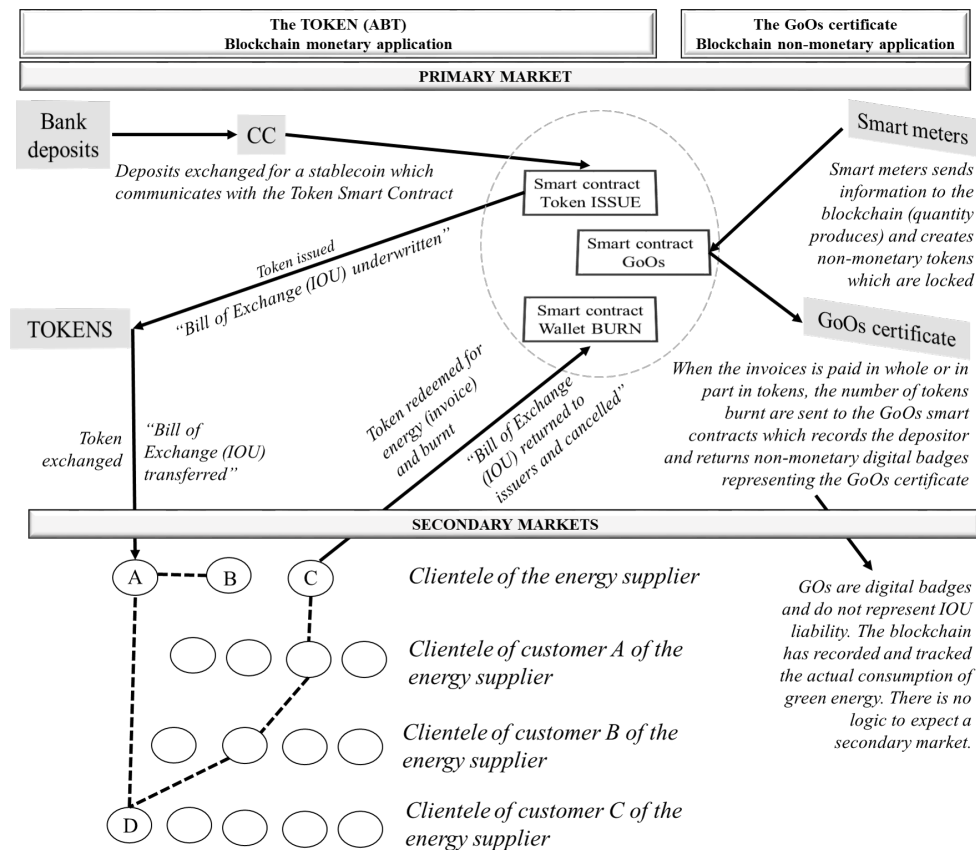 The TOKEN (ABT)
Blockchain monetary application
The GoOs certificate
Blockchain non-monetary application
PRIMARY MARKET
Bank
deposits
CC
Deposits exchanged for a stablecoin which
communicates with the Token Smart Contract
Smart contract
Token ISSUE
Smart contract
GoOs
Smart contract
Wallet BURN
Smart meters
Smart meters sends
information to the
blockchain (quantity
produces) and creates
non-monetary tokens
which are locked
Token issued
“Bill of Exchange (IOU) underwritten”
TOKENS
GoOs certificate
When the invoices is paid in whole or in
part in tokens, the number of tokens
burnt are sent to the GoOs smart
contracts which records the depositor
and returns non-monetary digital badges
representing the GoOs certificate
Token
exchanged
“Bill of
Exchange (IOU)
transferred”
Token redeemed for
energy (invoice)
and burnt
“Bill of Exchange
(IOU) returned to
issuers and cancelled”
SECONDARY MARKETS
A
B
C
Clientele of the energy supplier
Clientele of customer A of the
energy supplier
Clientele of customer B of the
energy supplier
D
Clientele of customer C of the
energy supplier
GOs are digital badges
and do not represent IOU
liability. The blockchain
has recorded and tracked
the actual consumption of
green energy. There is no
logic to expect a
secondary market.